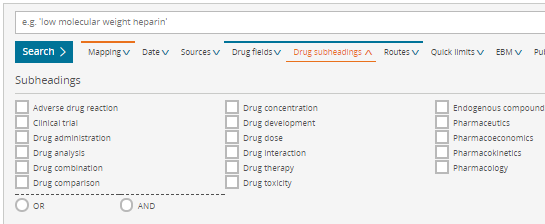 e.g. 'low molecular weight heparin'
Search Mapping Date Sources Drug fields Drug subheadings Routes Quick limits EBM Pu
Subheadings
Adverse drug reaction Drug concentration Endogenous compound
Clinical trial Drug development Pharmaceutics
Drug administration Drug dose Pharmacoeconomics
Drug analysis Drug interaction Pharmacokinetics
Drug combination Drug therapy Pharmacology
Drug comparison Drug toxicity
OR AND